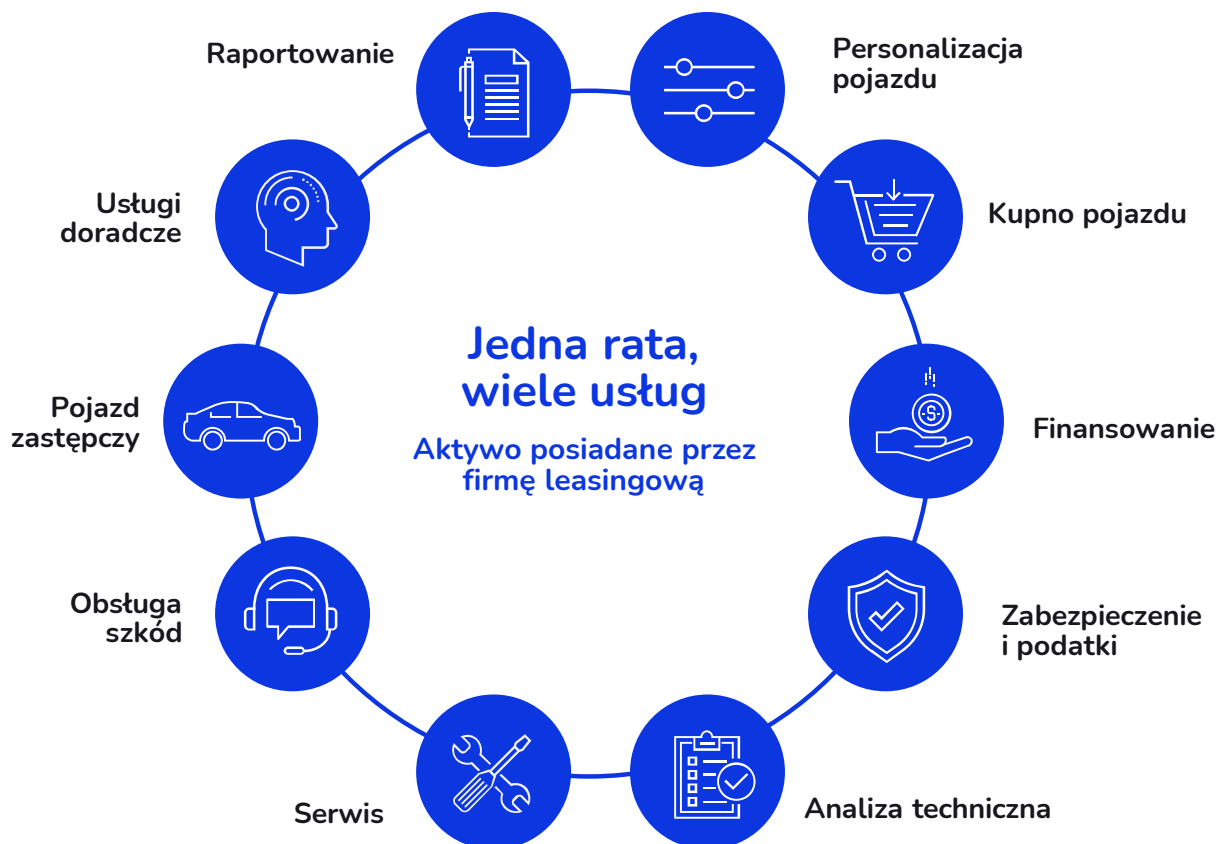 Raportowanie
Personalizacja
pojazdu
Usługi
doradcze
Kupno pojazdu
Jedna rata,
wiele usług
Aktywo posiadane przez
firmę leasingową
Pojazd
zastępczy
Finansowanie
Obsługa
szkód
Zabezpieczenie
i podatki
Serwis
Analiza techniczna